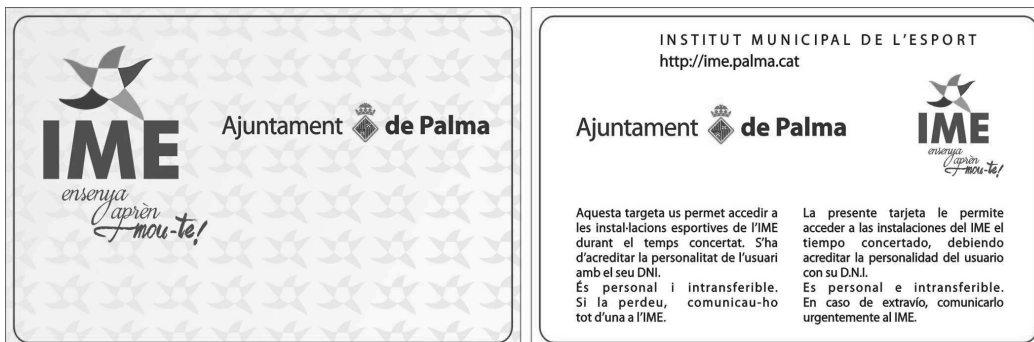 IME
ensenya
aprèn
mou-te!
Ajuntament de Palma
INSTITUT MUNICIPAL DE L'ESPORT
http://ime.palma.cat
Ajuntament de Palma
IME
ensenya
aprèn
mou-te!
Aquesta targeta us permet accedir a
les instal·lacions esportives de l'IME
durant el temps concertat. S'ha
d'acreditar la personalitat de l'usuari
amb el seu DNI.
És personal i intransferible.
Si la perdeu, comunicau-ho
tot d'una a l'IME.
La presente tarjeta le permite
acceder a las instalaciones del IME el
tiempo concertado, debiendo
acreditar la personalidad del usuario
con su D.N.I.
Es personal e intransferible.
En caso de extravío, comunicarlo
urgentemente al IME.